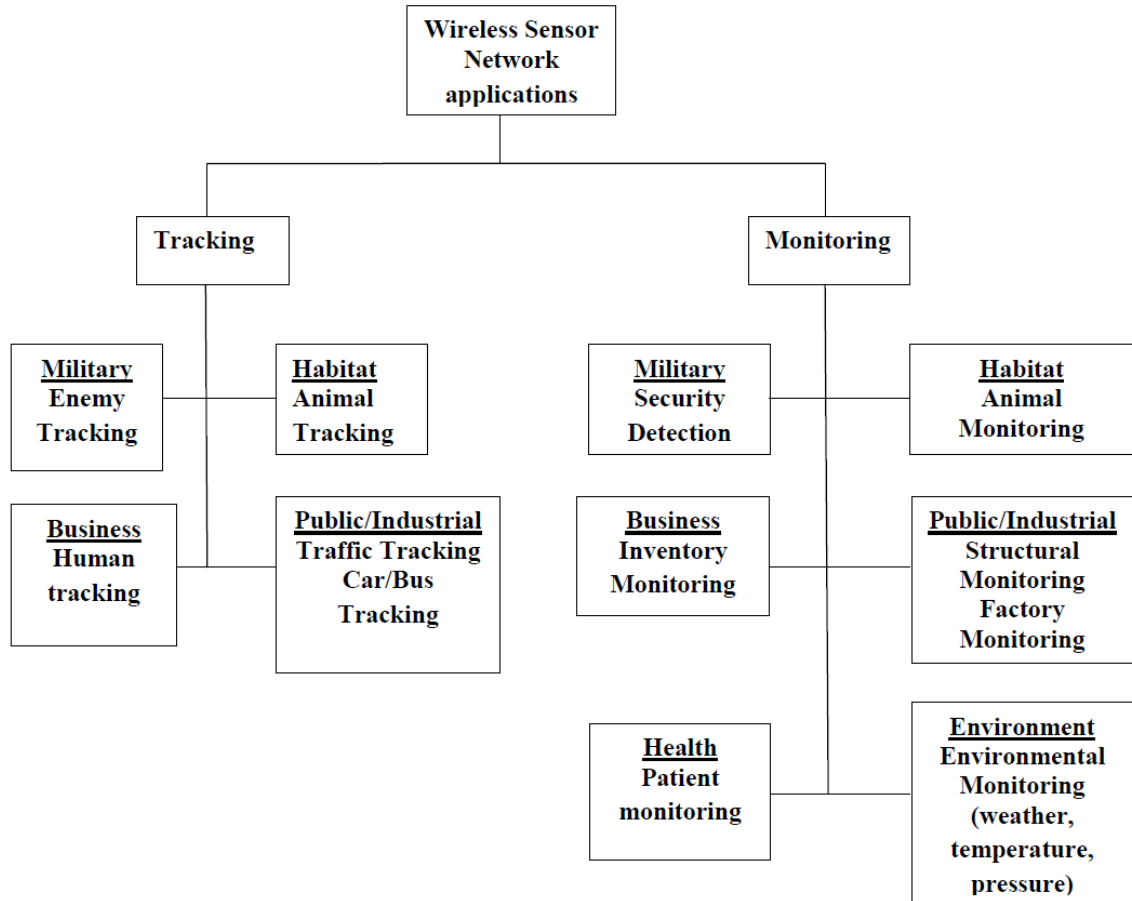 Wireless Sensor
Network
applications
Tracking
Monitoring
Military
Enemy
Tracking
Habitat
Animal
Tracking
Military
Security
Detection
Habitat
Animal
Monitoring
Business
Human
tracking
Public/Industrial
Traffic Tracking
Car/Bus
Tracking
Business
Inventory
Monitoring
Public/Industrial
Structural
Monitoring
Factory
Monitoring
Health
Patient
monitoring
Environment
Environmental
Monitoring
(weather,
temperature,
pressure)